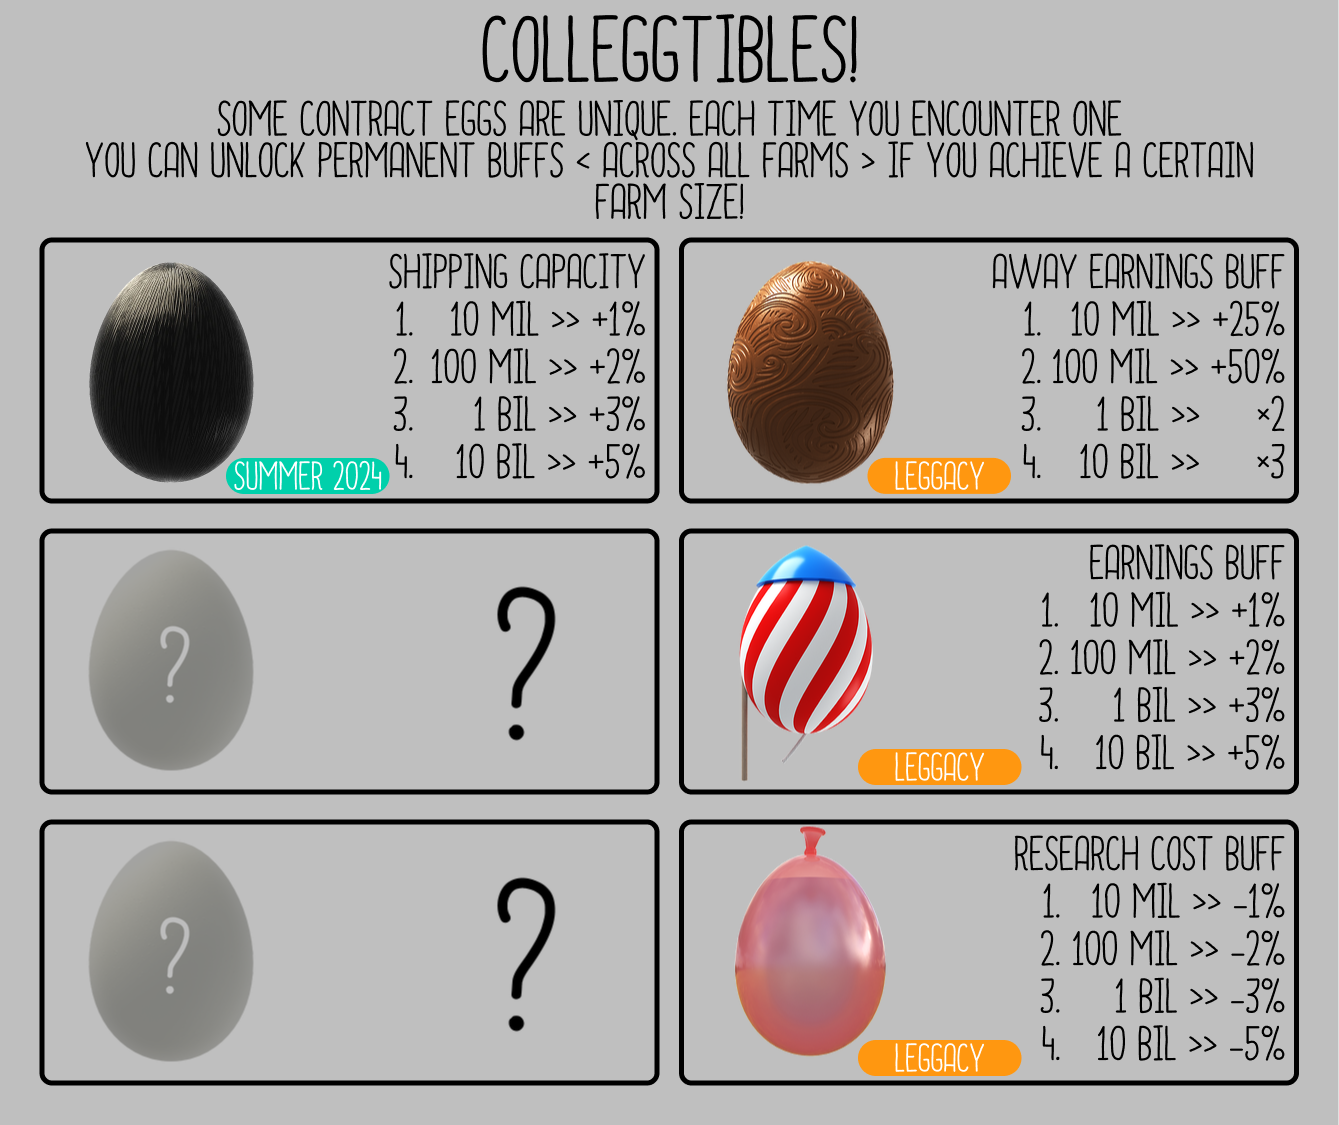 COLLEGGTIBLES!
SOME CONTRACT EGGS ARE UNIQUE. EACH TIME YOU ENCOUNTER ONE
YOU CAN UNLOCK PERMANENT BUFFS < ACROSS ALL FARMS > IF YOU ACHIEVE A CERTAIN
FARM SIZE!
SHIPPING CAPACITY
1. 10 MIL >> +1%
2. 100 MIL >> +2%
3. 1 BIL >> +3%
4. 10 BIL >> +5%
SUMMER 2024
AWAY EARNINGS BUFF
1. 10 MIL >> +25%
2. 100 MIL >> +50%
3. 1 BIL >> ×2
4. 10 BIL >> ×3
LEGGACY
? ?
EARNINGS BUFF
1. 10 MIL >> +1%
2. 100 MIL >> +2%
3. 1 BIL >> +3%
4. 10 BIL >> +5%
LEGGACY
? ?
RESEARCH COST BUFF
1. 10 MIL >> -1%
2. 100 MIL >> -2%
3. 1 BIL >> -3%
4. 10 BIL >> -5%
LEGGACY